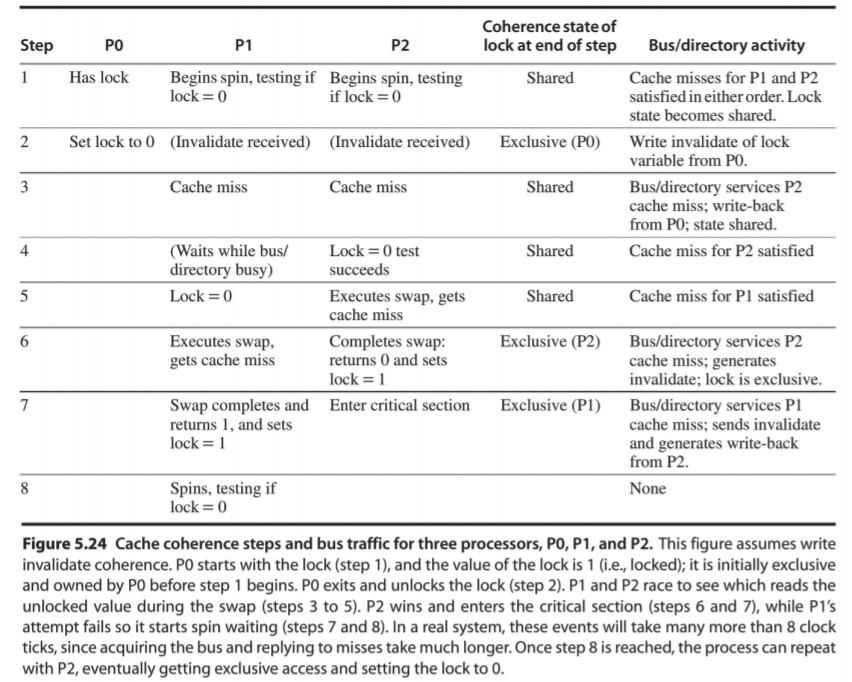 Coherence state of
Step P0 P1 P2 lock at end of step Bus/directory activity
1 Has lock Begins spin, testing if Begins spin, testing Shared Cache misses for P1 and P2
lock = 0 if lock = 0 satisfied in either order. Lock
state becomes shared.
2 Set lock to 0 (Invalidate received) (Invalidate received) Exclusive (P0) Write invalidate of lock
variable from P0.
3 Cache miss Cache miss Shared Bus/directory services P2
cache miss; write-back
from P0; state shared.
4 (Waits while bus/ Lock = 0 test Shared Cache miss for P2 satisfied
directory busy) succeeds
5 Lock = 0 Executes swap, gets Shared Cache miss for P1 satisfied
cache miss
6 Executes swap, Completes swap: Exclusive (P2) Bus/directory services P2
gets cache miss returns 0 and sets cache miss; generates
lock = 1 invalidate; lock is exclusive.
7 Swap completes and Enter critical section Exclusive (P1) Bus/directory services P1
returns 1, and sets cache miss; sends invalidate
lock = 1 and generates write-back
from P2.
8 Spins, testing if None
lock = 0
Figure 5.24 Cache coherence steps and bus traffic for three processors, P0, P1, and P2. This figure assumes write
invalidate coherence. P0 starts with the lock (step 1), and the value of the lock is 1 (i.e., locked); it is initially exclusive
and owned by P0 before step 1 begins. P0 exits and unlocks the lock (step 2). P1 and P2 race to see which reads the
unlocked value during the swap (steps 3 to 5). P2 wins and enters the critical section (steps 6 and 7), while P1's
attempt fails so it starts spin waiting (steps 7 and 8). In a real system, these events will take many more than 8 clock
ticks, since acquiring the bus and replying to misses take much longer. Once step 8 is reached, the process can repeat
with P2, eventually getting exclusive access and setting the lock to 0.